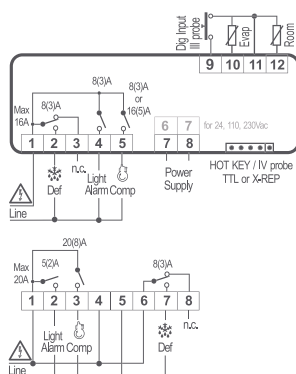 Dig Input
III probe
Evap
Room
9 10 11 12
8(3)A
8(3)A
or
16(5)A
Max
16A
8(3)A
6 7 for 24, 110, 230Vac
1 2 3 4 5 7 8
n.c.
Def
Light
Alarm Comp
Power
Supply
HOT KEY / IV probe
TTL or X-REP
Line
20(8)A
Max
20A
5(2)A
8(3)A
1 2 3 4 5 6 7 8
n.c.
Light
Alarm Comp
Def
Line